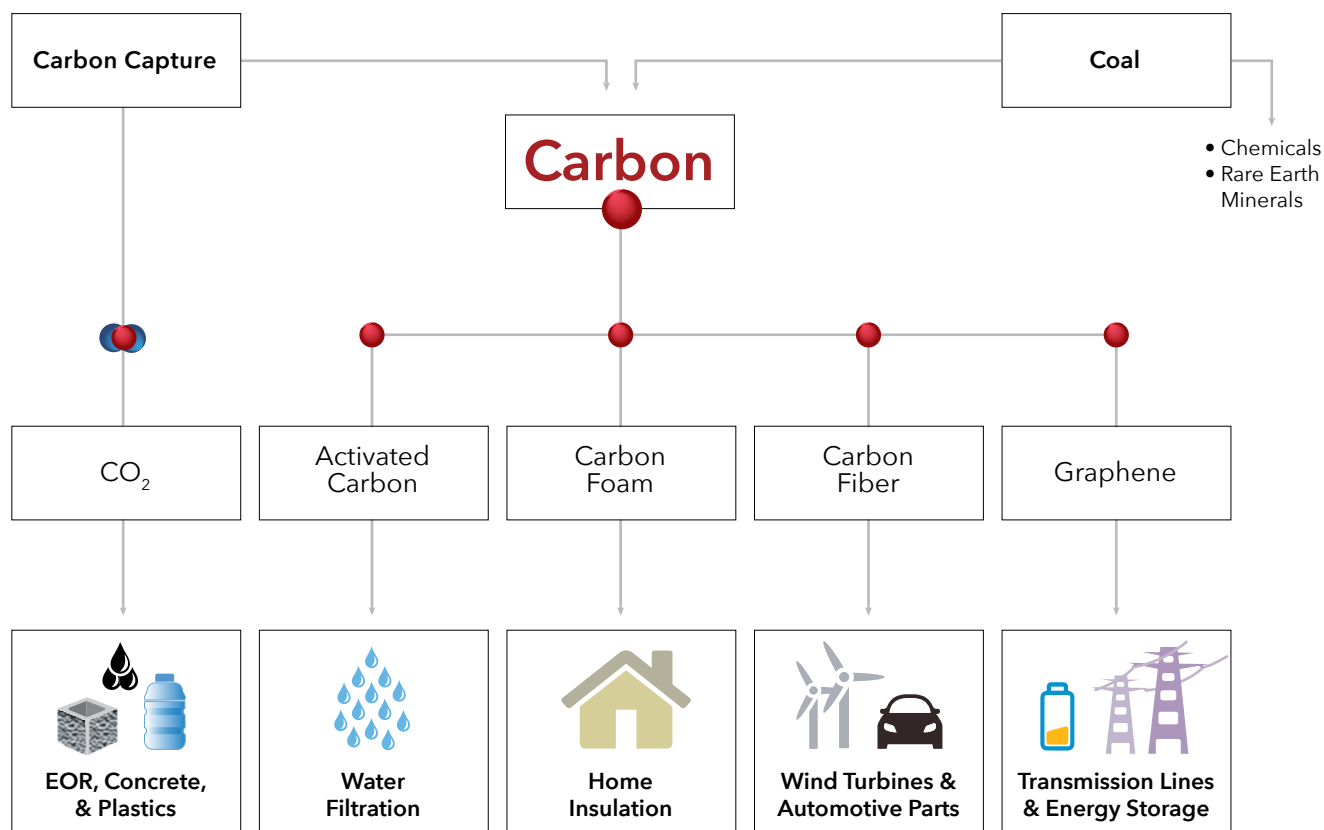 Carbon Capture
Coal
Carbon
• Chemicals
• Rare Earth
Minerals
CO₂
Activated
Carbon
Carbon
Foam
Carbon
Fiber
Graphene
EOR, Concrete,
& Plastics
Water
Filtration
Home
Insulation
Wind Turbines &
Automotive Parts
Transmission Lines
& Energy Storage